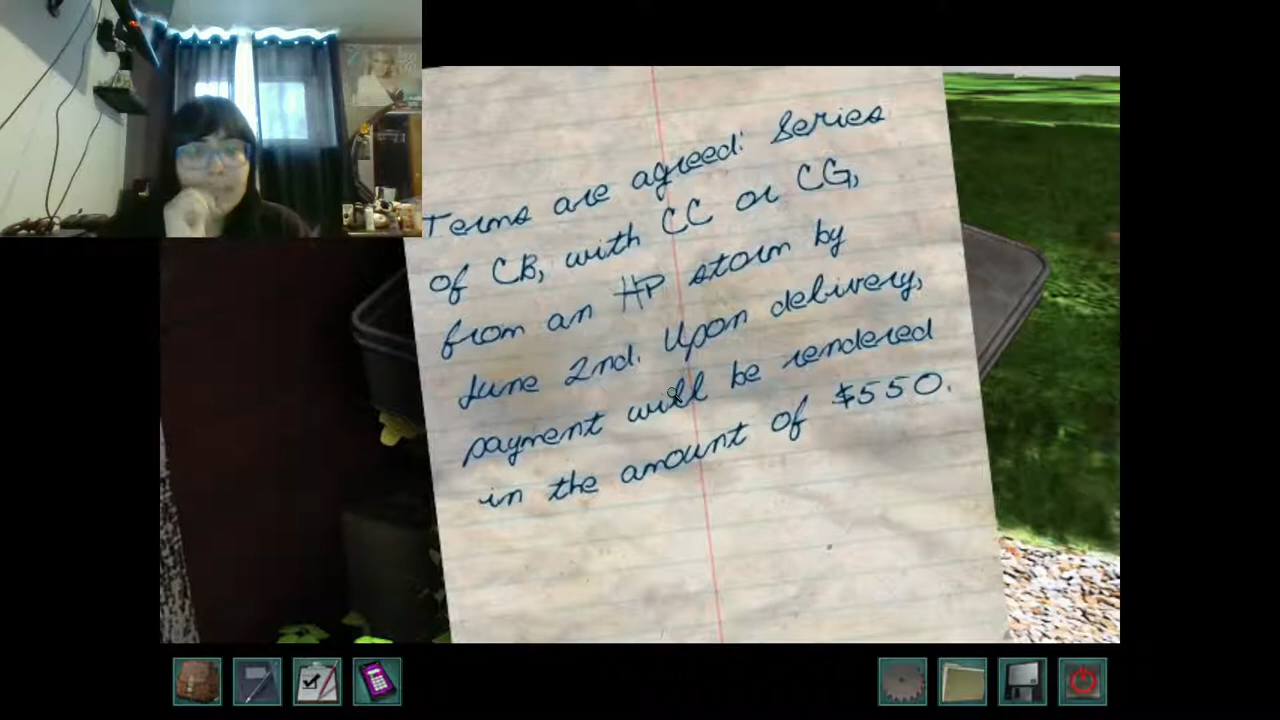 Terms are agreed: Series
of CB, with CC or CG,
from an HP storm by
June 2nd. Upon delivery,
payment will be rendered
in the amount of $550.